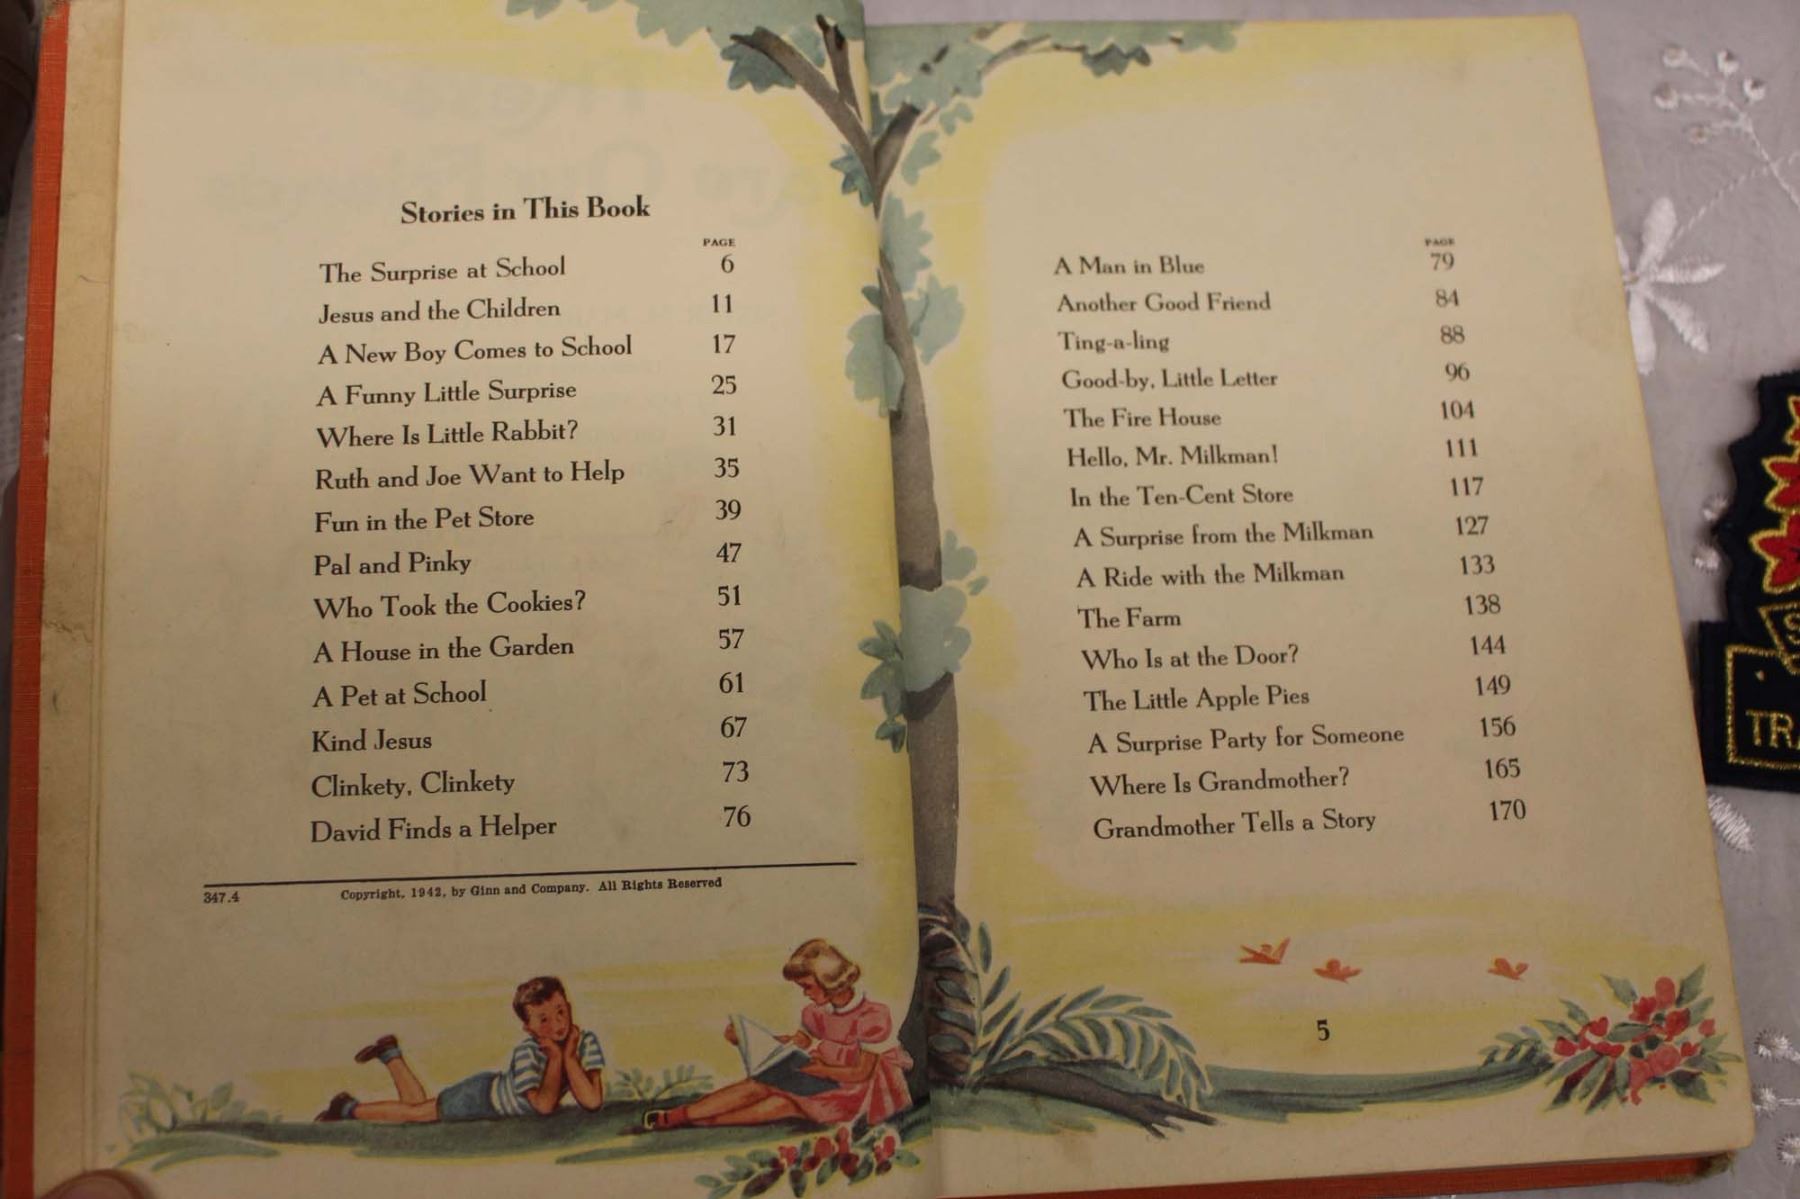 Stories in This Book
PAGE
The Surprise at School 6
Jesus and the Children 11
A New Boy Comes to School 17
A Funny Little Surprise 25
Where Is Little Rabbit? 31
Ruth and Joe Want to Help 35
Fun in the Pet Store 39
Pal and Pinky 47
Who Took the Cookies? 51
A House in the Garden 57
A Pet at School 61
Kind Jesus 67
Clinkety, Clinkety 73
David Finds a Helper 76
347.4 Copyright, 1942, by Ginn and Company. All Rights Reserved
PAGE
A Man in Blue 79
Another Good Friend 84
Ting-a-ling 88
Good-by, Little Letter 96
The Fire House 104
Hello, Mr. Milkman! 111
In the Ten-Cent Store 117
A Surprise from the Milkman 127
A Ride with the Milkman 133
The Farm 138
Who Is at the Door? 144
The Little Apple Pies 149
A Surprise Party for Someone 156
Where Is Grandmother? 165
Grandmother Tells a Story 170
5